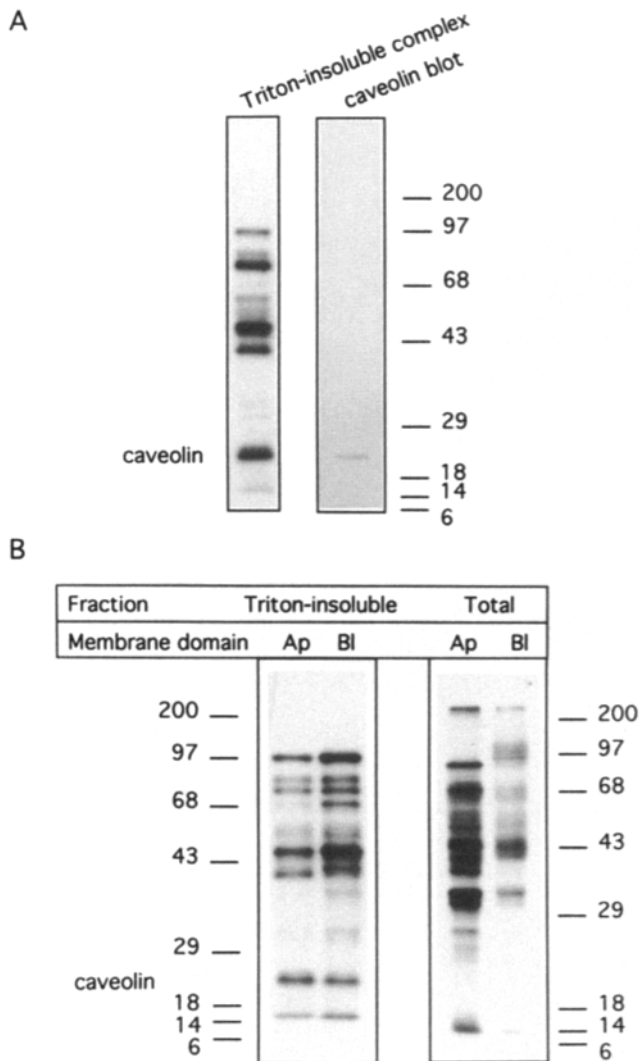 A
Triton-insoluble complex
caveolin blot
200
97
68
43
29
caveolin
18
14
6
B
Fraction Triton-insoluble Total
Membrane domain Ap Bl Ap Bl
200 200
97 97
68 68
43 43
29 29
caveolin
18 18
14 14
6 6